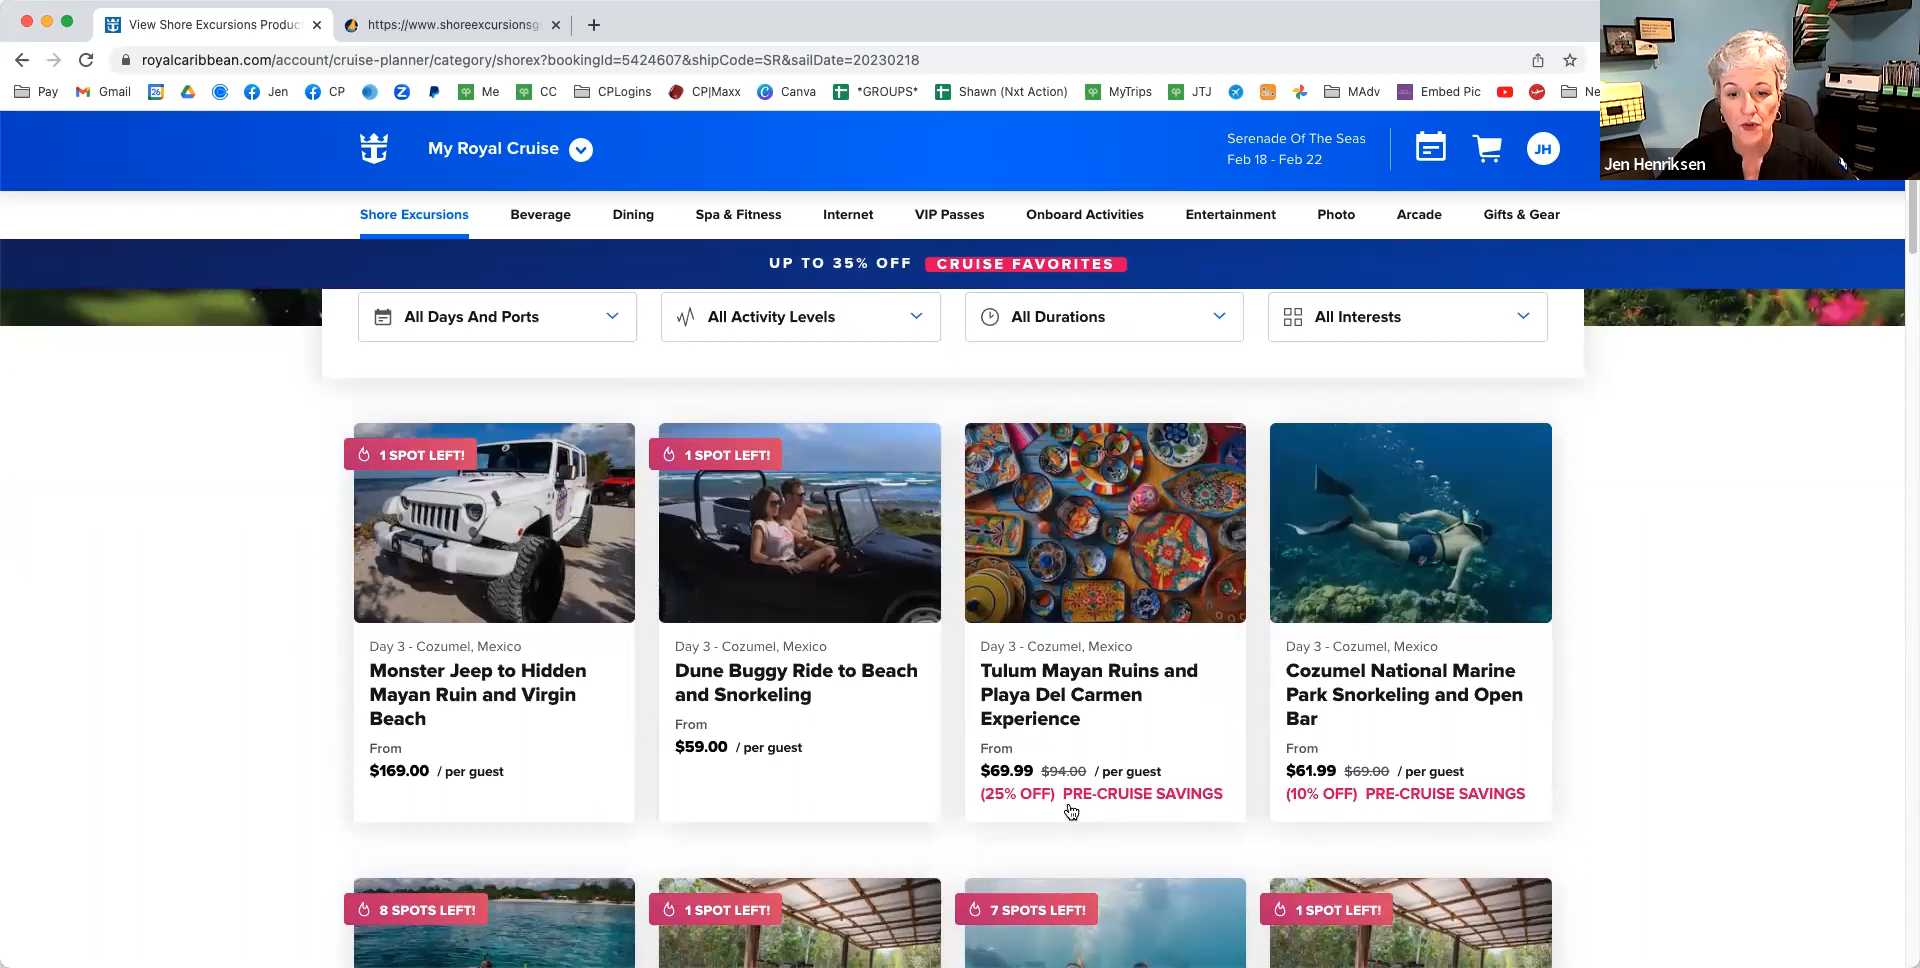 View Shore Excursions Produc
https://www.shoreexcursionsg
royalcaribbean.com/account/cruise-planner/category/shorex?bookingId=5424607&shipCode=SR&sailDate=20230218
Pay Gmail 26 Jen CP Me CC CPLogins CP|Maxx Canva *GROUPS* Shawn (Nxt Action) MyTrips JTJ MAdv Embed Pic Ne
Jen Henriksen
My Royal Cruise
Serenade Of The Seas
Feb 18 - Feb 22
JH
Shore Excursions Beverage Dining Spa & Fitness Internet VIP Passes Onboard Activities Entertainment Photo Arcade Gifts & Gear
UP TO 35% OFF CRUISE FAVORITES
All Days And Ports All Activity Levels All Durations All Interests
1 SPOT LEFT!
Day 3 - Cozumel, Mexico
Monster Jeep to Hidden
Mayan Ruin and Virgin
Beach
From
$169.00 / per guest
1 SPOT LEFT!
Day 3 - Cozumel, Mexico
Dune Buggy Ride to Beach
and Snorkeling
From
$59.00 / per guest
Day 3 - Cozumel, Mexico
Tulum Mayan Ruins and
Playa Del Carmen
Experience
From
$69.99 $94.00 / per guest
(25% OFF) PRE-CRUISE SAVINGS
Day 3 - Cozumel, Mexico
Cozumel National Marine
Park Snorkeling and Open
Bar
From
$61.99 $69.00 / per guest
(10% OFF) PRE-CRUISE SAVINGS
8 SPOTS LEFT!
1 SPOT LEFT!
7 SPOTS LEFT!
1 SPOT LEFT!